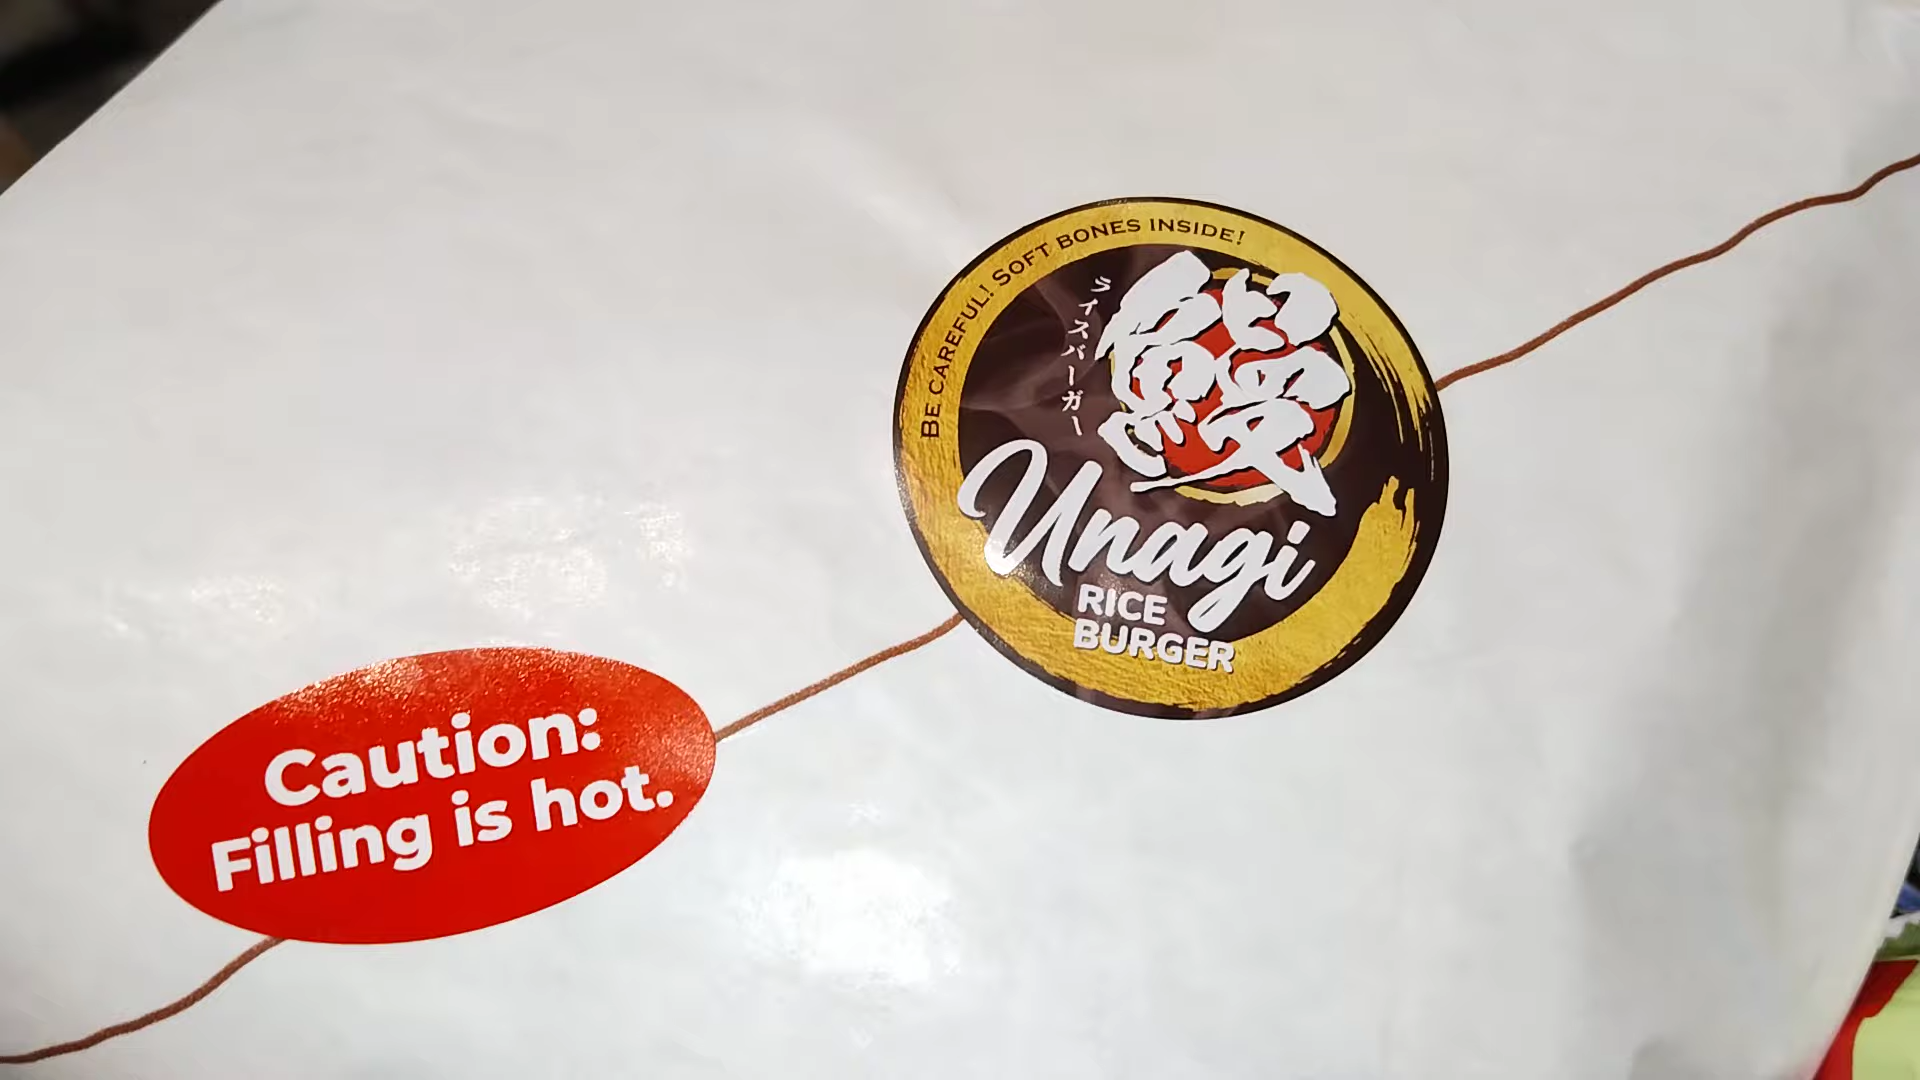 BE CAREFUL! SOFT BONES INSIDE!
ライスバーガー
鰻
Unagi
RICE
BURGER
Caution:
Filling is hot.